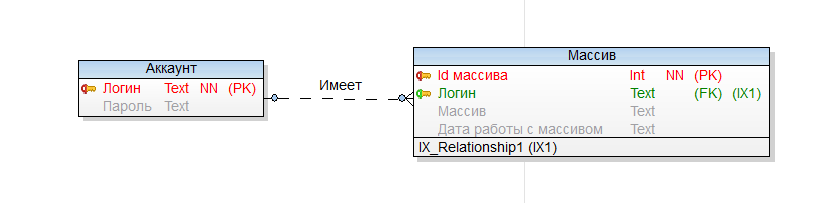 Аккаунт
Логин Text NN (PK)
Пароль Text
Имеет
Массив
Id массива Int NN (PK)
Логин Text (FK) (IX1)
Массив Text
Дата работы с массивом Text
IX_Relationship1 (IX1)